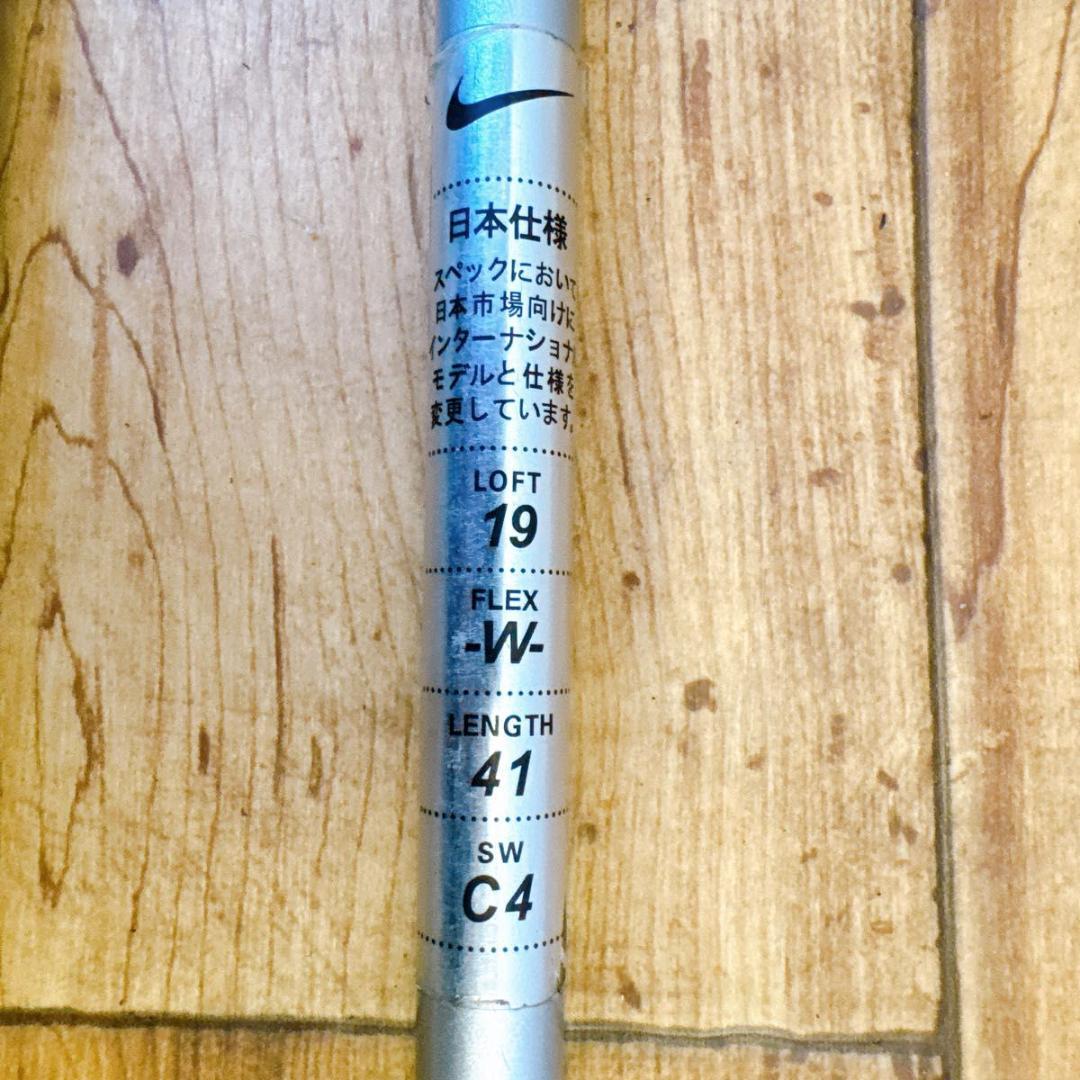 日本仕様
スペックにおいて
日本市場向けに
インターナショナ
モデルと仕様を
変更しています。
LOFT
19
FLEX
-W-
LENGTH
41
SW
C4